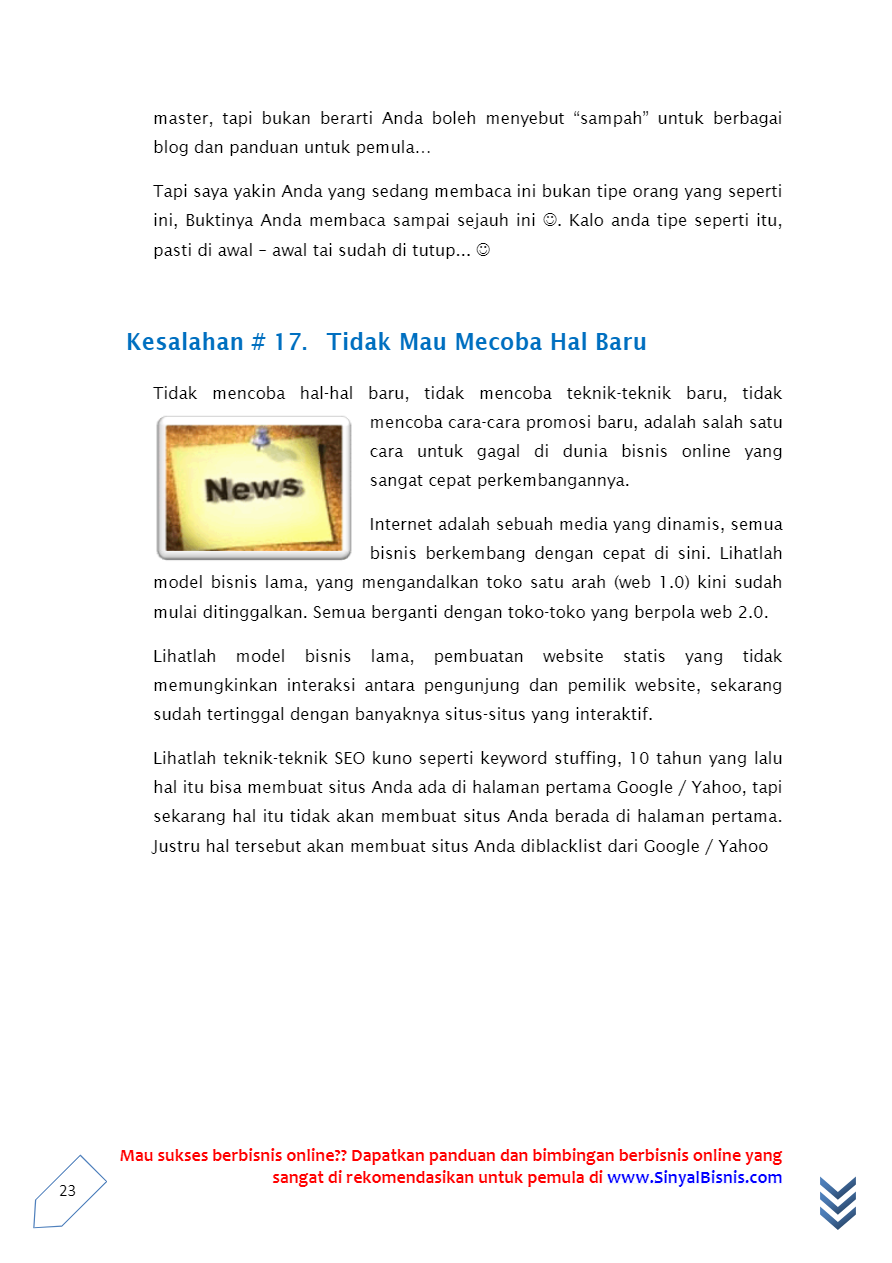 master, tapi bukan berarti Anda boleh menyebut “sampah” untuk berbagai
blog dan panduan untuk pemula…
Tapi saya yakin Anda yang sedang membaca ini bukan tipe orang yang seperti
ini, Buktinya Anda membaca sampai sejauh ini ☺. Kalo anda tipe seperti itu,
pasti di awal – awal tai sudah di tutup... ☺
Kesalahan # 17. Tidak Mau Mecoba Hal Baru
Tidak mencoba hal-hal baru, tidak mencoba teknik-teknik baru, tidak
mencoba cara-cara promosi baru, adalah salah satu
cara untuk gagal di dunia bisnis online yang
sangat cepat perkembangannya.
News
Internet adalah sebuah media yang dinamis, semua
bisnis berkembang dengan cepat di sini. Lihatlah
model bisnis lama, yang mengandalkan toko satu arah (web 1.0) kini sudah
mulai ditinggalkan. Semua berganti dengan toko-toko yang berpola web 2.0.
Lihatlah model bisnis lama, pembuatan website statis yang tidak
memungkinkan interaksi antara pengunjung dan pemilik website, sekarang
sudah tertinggal dengan banyaknya situs-situs yang interaktif.
Lihatlah teknik-teknik SEO kuno seperti keyword stuffing, 10 tahun yang lalu
hal itu bisa membuat situs Anda ada di halaman pertama Google / Yahoo, tapi
sekarang hal itu tidak akan membuat situs Anda berada di halaman pertama.
Justru hal tersebut akan membuat situs Anda diblacklist dari Google / Yahoo
Mau sukses berbisnis online?? Dapatkan panduan dan bimbingan berbisnis online yang
sangat di rekomendasikan untuk pemula di www.SinyalBisnis.com
23